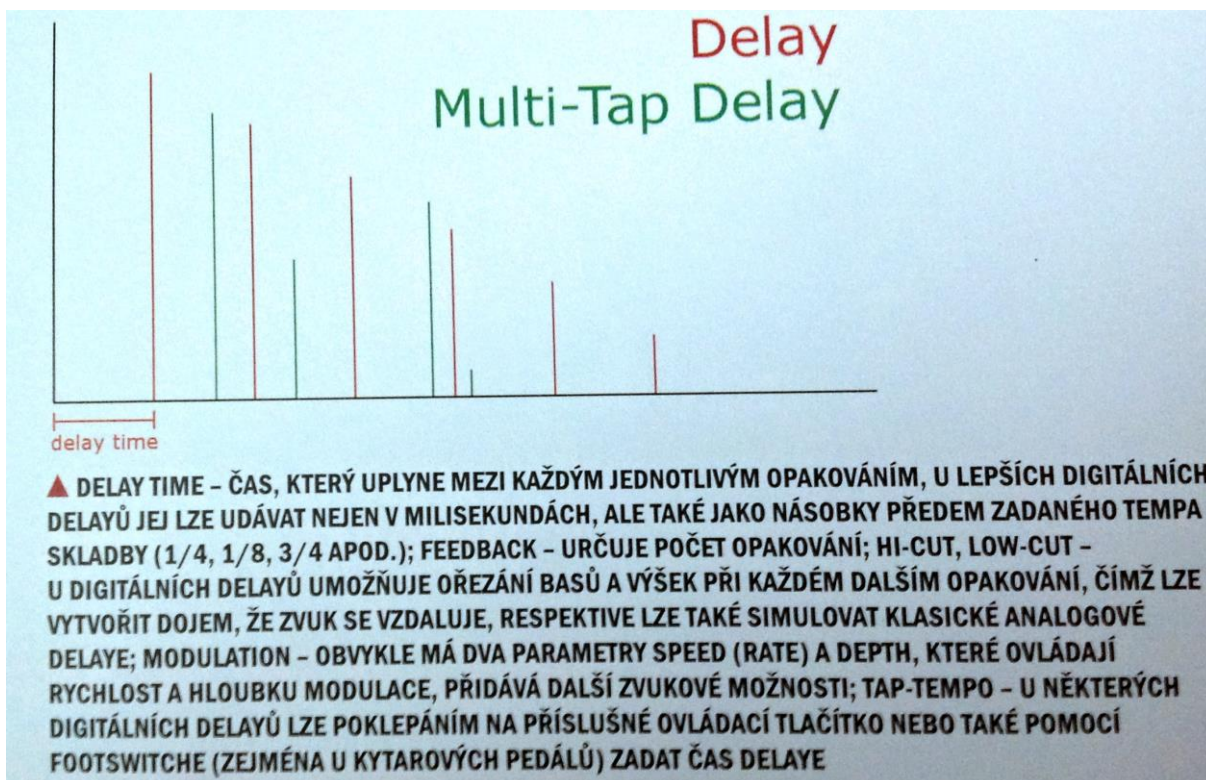 Delay
Multi-Tap Delay
delay time
▲ DELAY TIME – ČAS, KTERÝ UPLYNE MEZI KAŽDÝM JEDNOTLIVÝM OPAKOVÁNÍM, U LEPŠÍCH DIGITÁLNÍCH
DELAYŮ JEJ LZE UDÁVAT NEJEN V MILISEKUNDÁCH, ALE TAKÉ JAKO NÁSOBKY PŘEDEM ZADANÉHO TEMPA
SKLADBY (1/4, 1/8, 3/4 APOD.); FEEDBACK – URČUJE POČET OPAKOVÁNÍ; HI-CUT, LOW-CUT –
U DIGITÁLNÍCH DELAYŮ UMOŽŇUJE OŘEZÁNÍ BASŮ A VÝŠEK PŘI KAŽDÉM DALŠÍM OPAKOVÁNÍ, ČÍMŽ LZE
VYTVOŘIT DOJEM, ŽE ZVUK SE VZDALUJE, RESPEKTIVE LZE TAKÉ SIMULOVAT KLASICKÉ ANALOGOVÉ
DELAYE; MODULATION – OBVYKLE MÁ DVA PARAMETRY SPEED (RATE) A DEPTH, KTERÉ OVLÁDAJÍ
RYCHLOST A HLOUBKU MODULACE, PŘIDÁVÁ DALŠÍ ZVUKOVÉ MOŽNOSTI; TAP-TEMPO – U NĚKTERÝCH
DIGITÁLNÍCH DELAYŮ LZE POKLEPÁNÍM NA PŘÍSLUŠNÉ OVLÁDACÍ TLAČÍTKO NEBO TAKÉ POMOCÍ
FOOTSWITCHE (ZEJMÉNA U KYTAROVÝCH PEDÁLŮ) ZADAT ČAS DELAYE